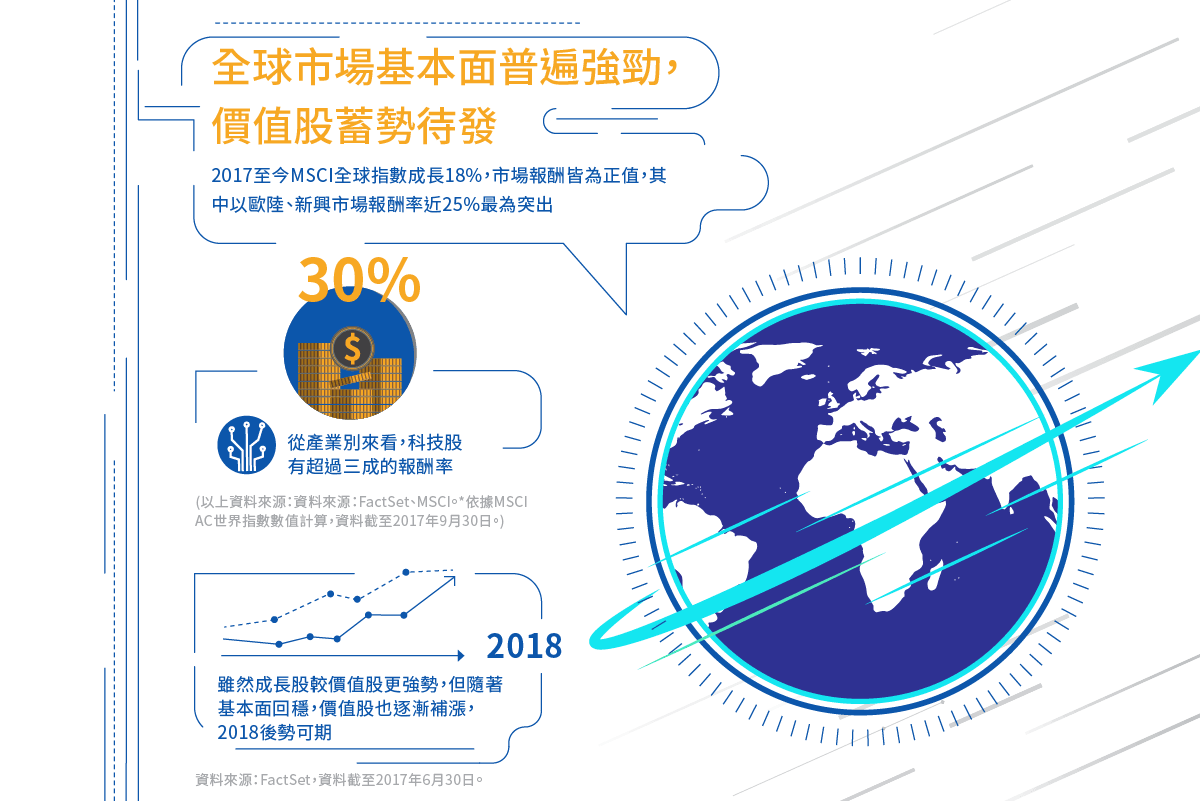 全球市場基本面普遍強勁，
價值股蓄勢待發
2017至今MSCI全球指數成長18%，市場報酬皆為正值，其
中以歐陸、新興市場報酬率近25%最為突出
30%
$
從產業別來看，科技股
有超過三成的報酬率
(以上資料來源：資料來源：FactSet、MSCI。*依據MSCI
AC世界指數數值計算，資料截至2017年9月30日。)
2018
雖然成長股較價值股更強勢，但隨著
基本面回穩，價值股也逐漸補漲，
2018後勢可期
資料來源：FactSet，資料截至2017年6月30日。